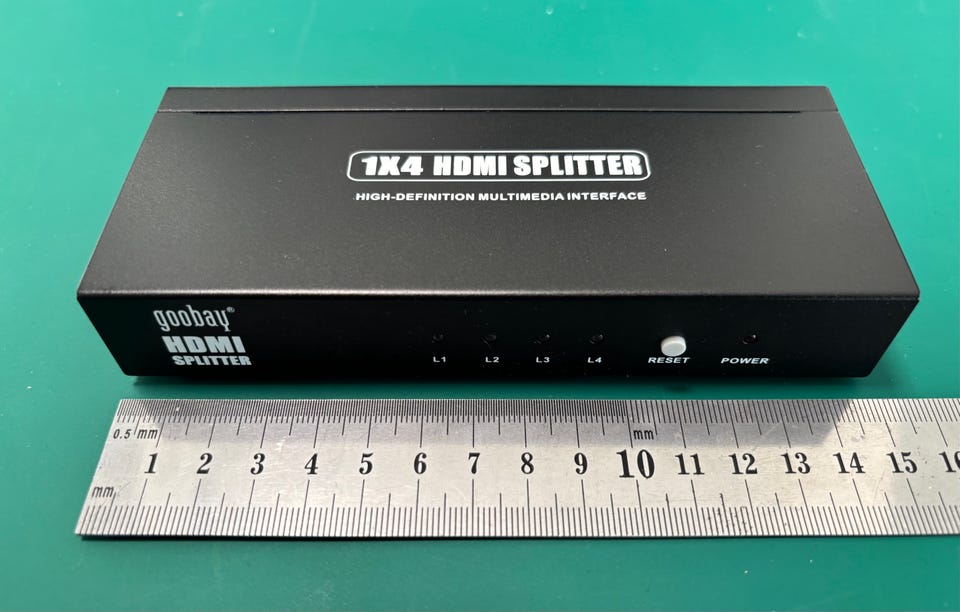 1X4 HDMI SPLITTER
HIGH-DEFINITION MULTIMEDIA INTERFACE
goobay®
HDMI
SPLITTER
L1 L2 L3 L4 RESET POWER
0.5 mm mm
1 2 3 4 5 6 7 8 9 10 11 12 13 14 15 16
mm